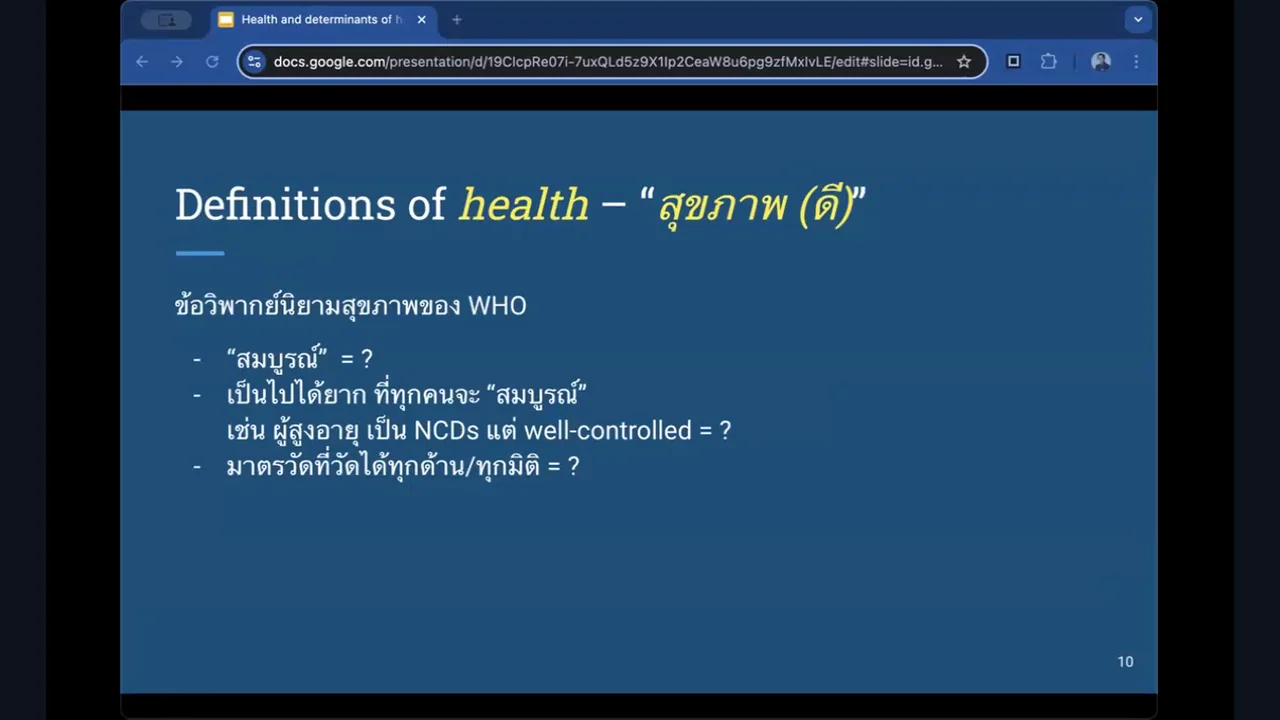 Health and determinants of h
docs.google.com/presentation/d/19ClcpRe07i-7uxQLd5z9X1lp2CeaW8u6pg9zfMxlvLE/edit#slide=id.g...
Definitions of health – “สุขภาพ (ดี)”
ข้อวิพากย์นิยามสุขภาพของ WHO
- “สมบูรณ์” = ?
- เป็นไปได้ยาก ที่ทุกคนจะ “สมบูรณ์”
เช่น ผู้สูงอายุ เป็น NCDs แต่ well-controlled = ?
- มาตรวัดที่วัดได้ทุกด้าน/ทุกมิติ = ?
10